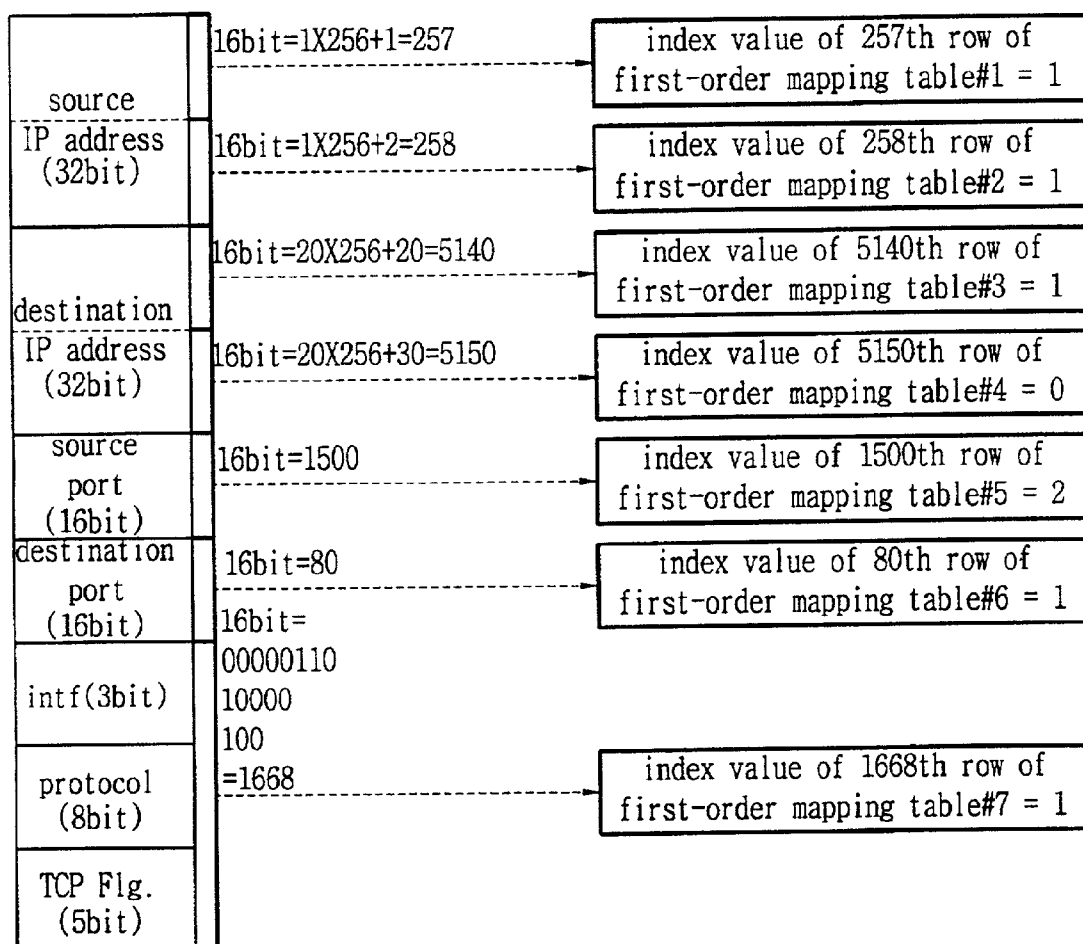 source
IP address
(32bit)
16bit=1X256+1=257
index value of 257th row of
first-order mapping table#1 = 1
16bit=1X256+2=258
index value of 258th row of
first-order mapping table#2 = 1
destination
IP address
(32bit)
16bit=20X256+20=5140
index value of 5140th row of
first-order mapping table#3 = 1
16bit=20X256+30=5150
index value of 5150th row of
first-order mapping table#4 = 0
source
port
(16bit)
16bit=1500
index value of 1500th row of
first-order mapping table#5 = 2
destination
port
(16bit)
16bit=80
index value of 80th row of
first-order mapping table#6 = 1
intf(3bit)
protocol
(8bit)
TCP Flg.
(5bit)
16bit=
00000110
10000
100
=1668
index value of 1668th row of
first-order mapping table#7 = 1